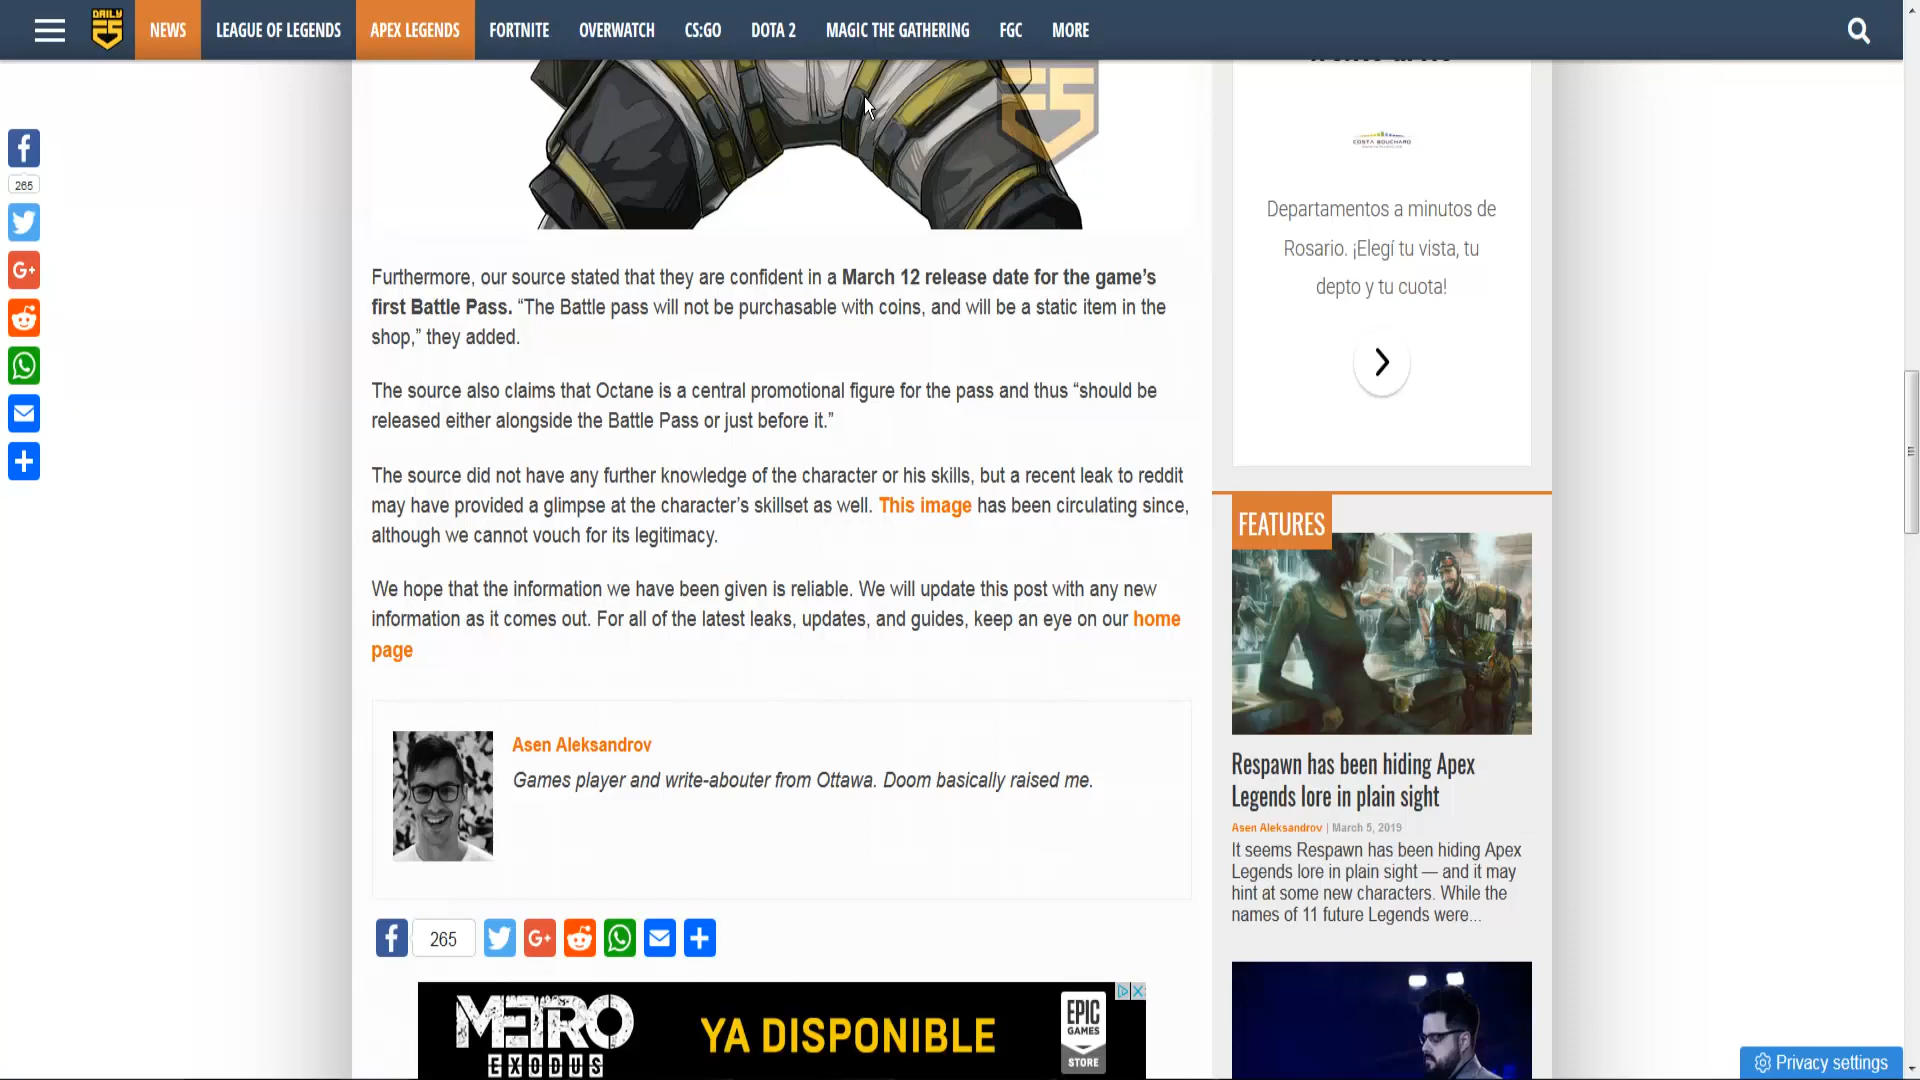 DAILY
NEWS
LEAGUE OF LEGENDS
APEX LEGENDS
FORTNITE
OVERWATCH
CS:GO
DOTA 2
MAGIC THE GATHERING
FGC
MORE
265
Furthermore, our source stated that they are confident in a March 12 release date for the game’s
first Battle Pass. “The Battle pass will not be purchasable with coins, and will be a static item in the
shop,” they added.
The source also claims that Octane is a central promotional figure for the pass and thus “should be
released either alongside the Battle Pass or just before it.”
The source did not have any further knowledge of the character or his skills, but a recent leak to reddit
may have provided a glimpse at the character’s skillset as well. This image has been circulating since,
although we cannot vouch for its legitimacy.
We hope that the information we have been given is reliable. We will update this post with any new
information as it comes out. For all of the latest leaks, updates, and guides, keep an eye on our home
page
Asen Aleksandrov
Games player and write-abouter from Ottawa. Doom basically raised me.
265
METRO
EXODUS
YA DISPONIBLE
EPIC
GAMES
STORE
COSTA BOUCHARD
Departamentos a minutos de
Rosario. ¡Elegí tu vista, tu
depto y tu cuota!
FEATURES
Respawn has been hiding Apex
Legends lore in plain sight
Asen Aleksandrov | March 5, 2019
It seems Respawn has been hiding Apex
Legends lore in plain sight — and it may
hint at some new characters. While the
names of 11 future Legends were...
Privacy settings